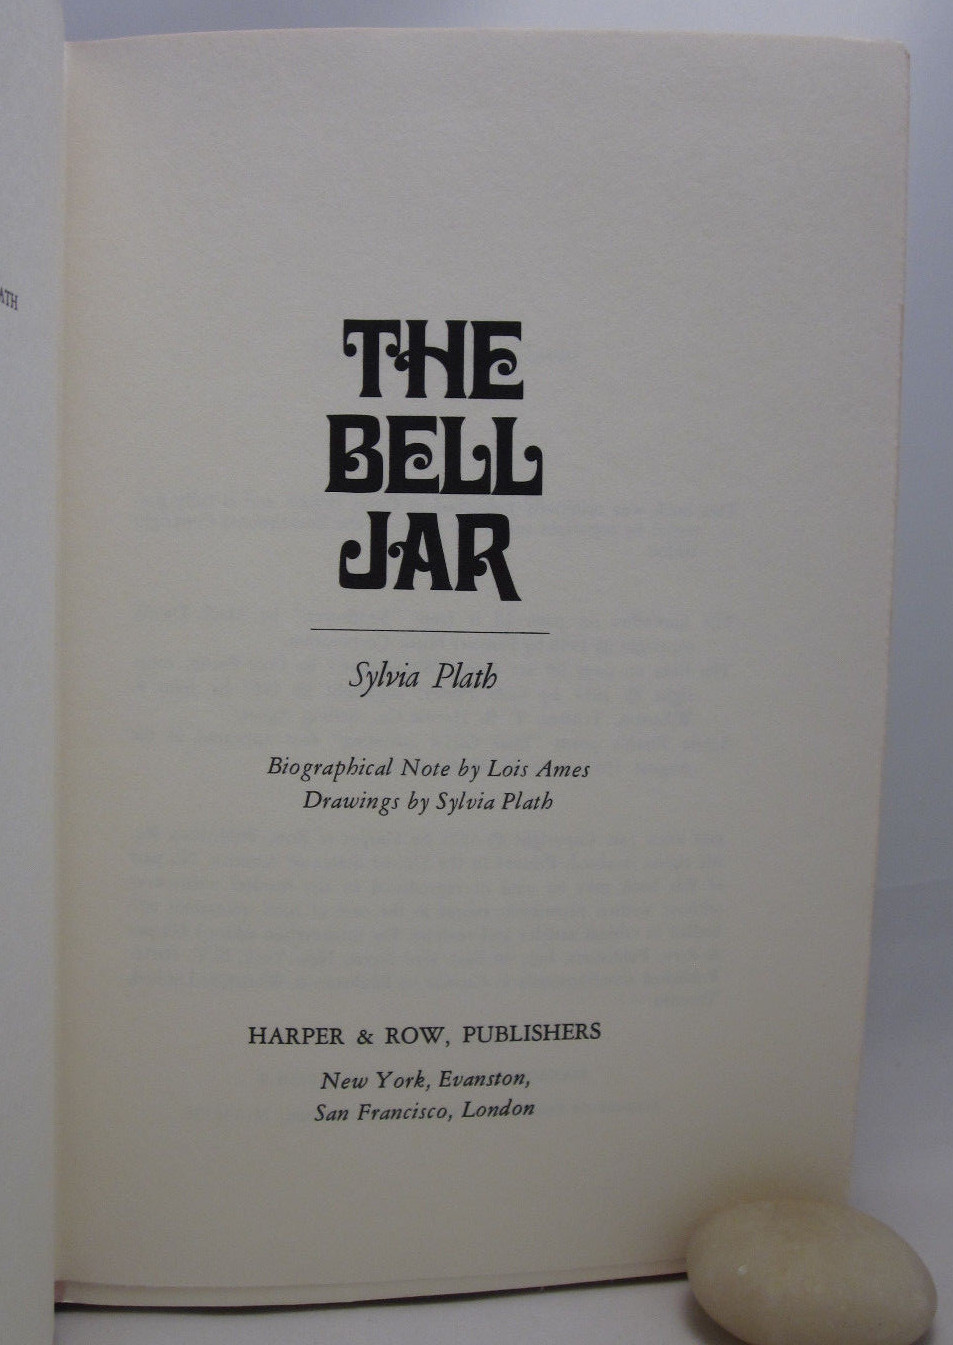 THE
BELL
JAR
Sylvia Plath
Biographical Note by Lois Ames
Drawings by Sylvia Plath
HARPER & ROW, PUBLISHERS
New York, Evanston,
San Francisco, London